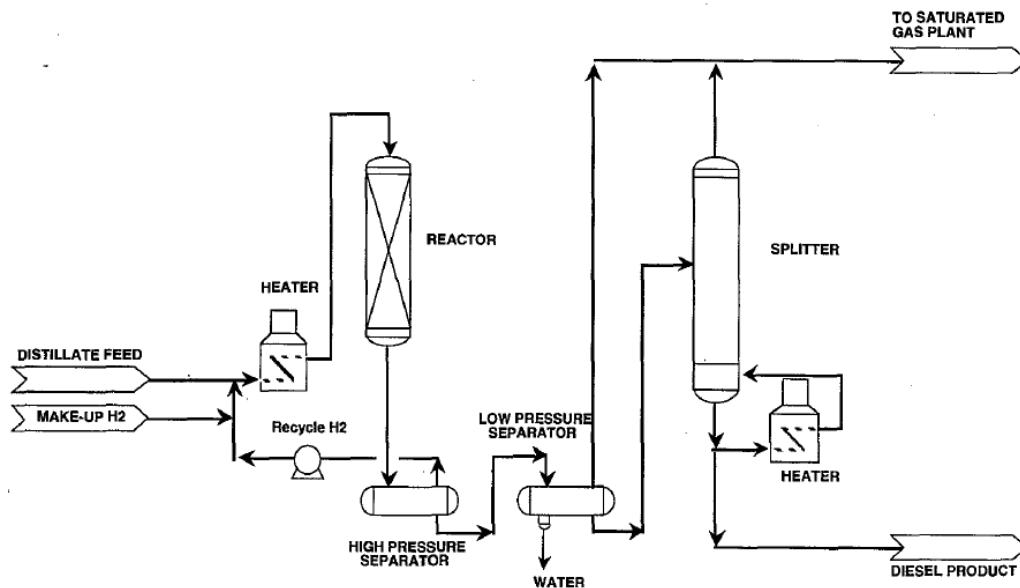 TO SATURATED
GAS PLANT
REACTOR
SPLITTER
HEATER
DISTILLATE FEED
MAKE-UP H2
Recycle H2
LOW PRESSURE
SEPARATOR
HEATER
HIGH PRESSURE
SEPARATOR
WATER
DIESEL PRODUCT